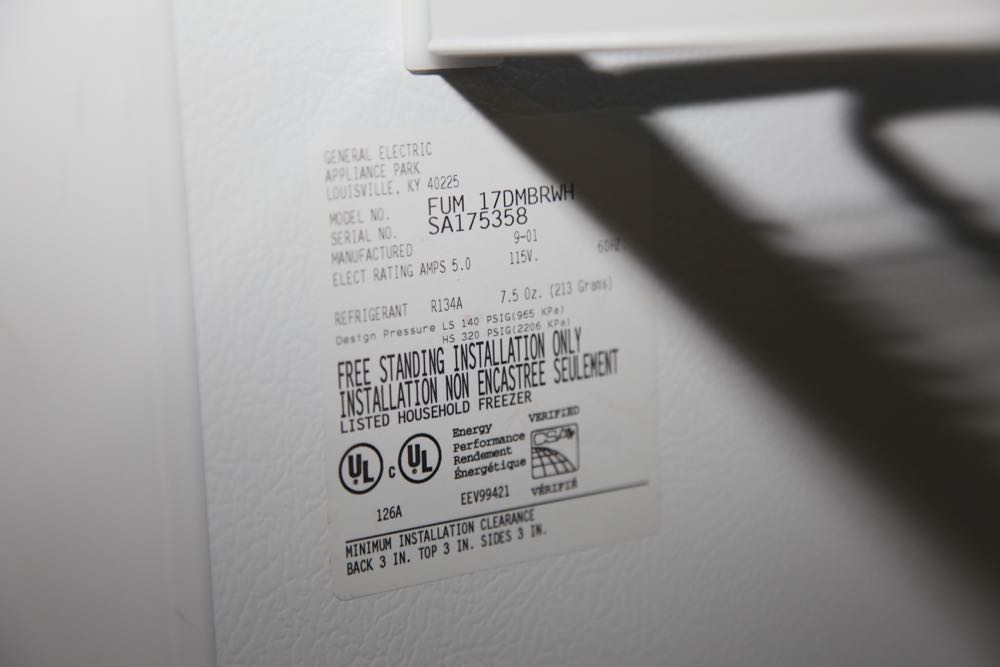 GENERAL ELECTRIC
APPLIANCE PARK
LOUISVILLE, KY 40225
MODEL NO. FUM 17DMBRWH
SERIAL NO. SA175358
MANUFACTURED 9-01
ELECT RATING AMPS 5.0 115V. 60HZ.
REFRIGERANT R134A 7.5 Oz. (213 Grams)
Design Pressure LS 140 PSIG(965 KPa)
HS 320 PSIG(2206 KPa)
FREE STANDING INSTALLATION ONLY
INSTALLATION NON ENCASTREE SEULEMENT
LISTED HOUSEHOLD FREEZER
UL C UL
Energy
Performance
Rendement
Énergétique
VERIFIED
CSA
VÉRIFIÉ
126A EEV99421
MINIMUM INSTALLATION CLEARANCE
BACK 3 IN. TOP 3 IN. SIDES 3 IN.